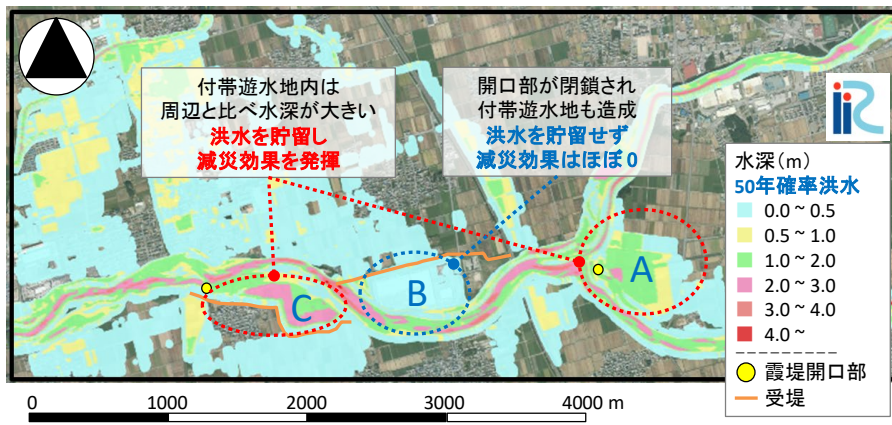 付帯遊水地内は
周辺と比べ水深が大きい
洪水を貯留し
減災効果を発揮
開口部が閉鎖され
付帯遊水地も造成
洪水を貯留せず
減災効果はほぼ0
iRIC
水深(m)
50年確率洪水
0.0 ~ 0.5
0.5 ~ 1.0
1.0 ~ 2.0
2.0 ~ 3.0
3.0 ~ 4.0
4.0 ~
霞堤開口部
受堤
A
B
C
0 1000 2000 3000 4000 m